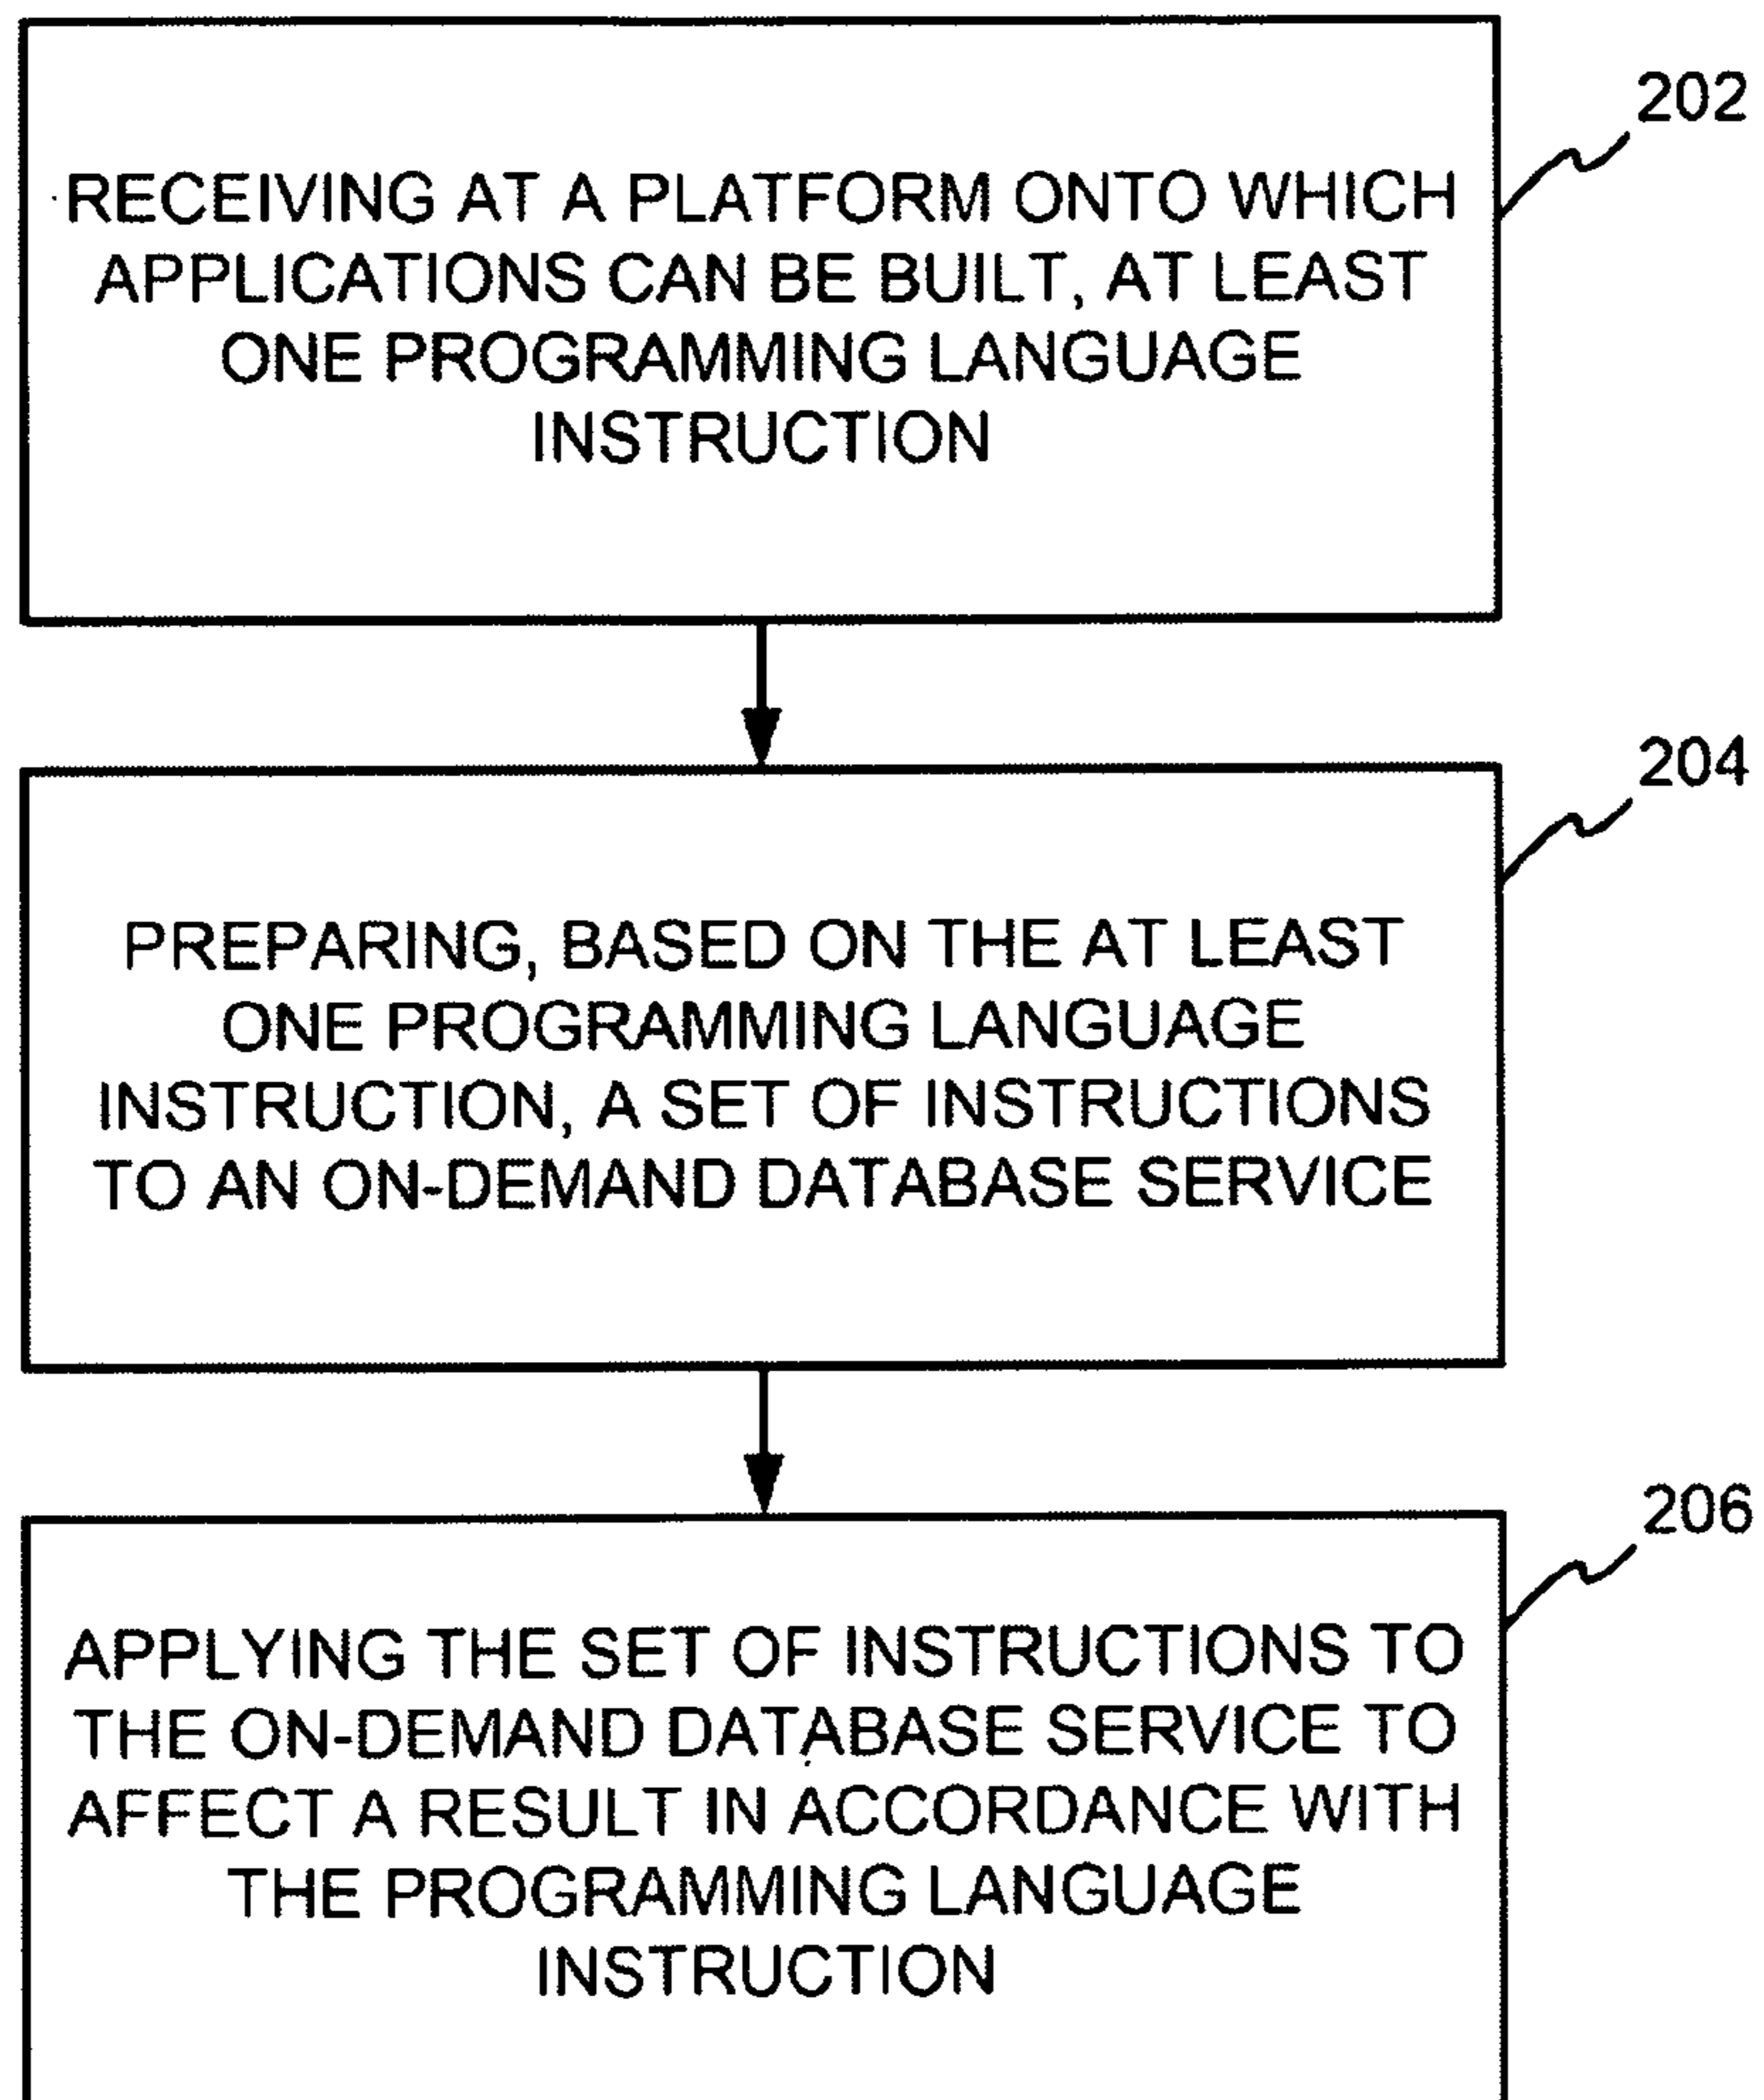 202
RECEIVING AT A PLATFORM ONTO WHICH
APPLICATIONS CAN BE BUILT, AT LEAST
ONE PROGRAMMING LANGUAGE
INSTRUCTION
204
PREPARING, BASED ON THE AT LEAST
ONE PROGRAMMING LANGUAGE
INSTRUCTION, A SET OF INSTRUCTIONS
TO AN ON-DEMAND DATABASE SERVICE
206
APPLYING THE SET OF INSTRUCTIONS TO
THE ON-DEMAND DATABASE SERVICE TO
AFFECT A RESULT IN ACCORDANCE WITH
THE PROGRAMMING LANGUAGE
INSTRUCTION